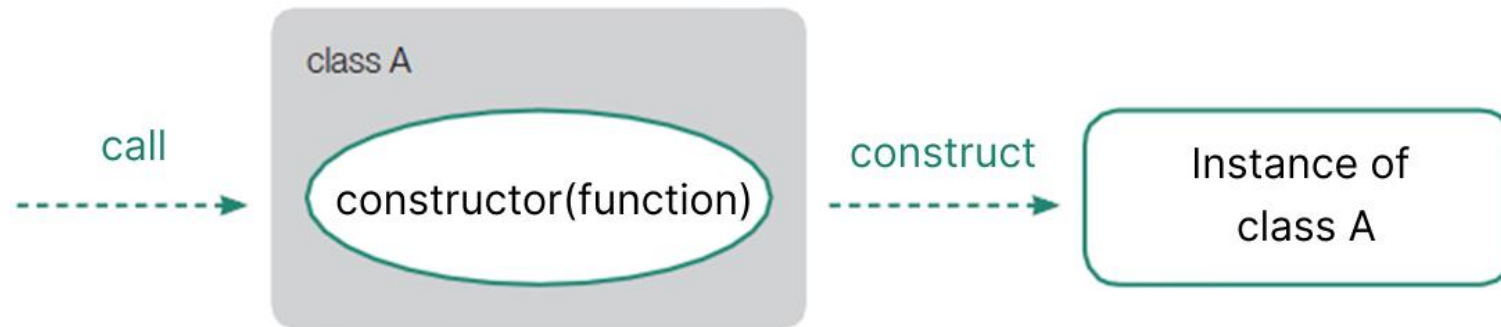 class A
call
constructor(function)
construct
Instance of
class A